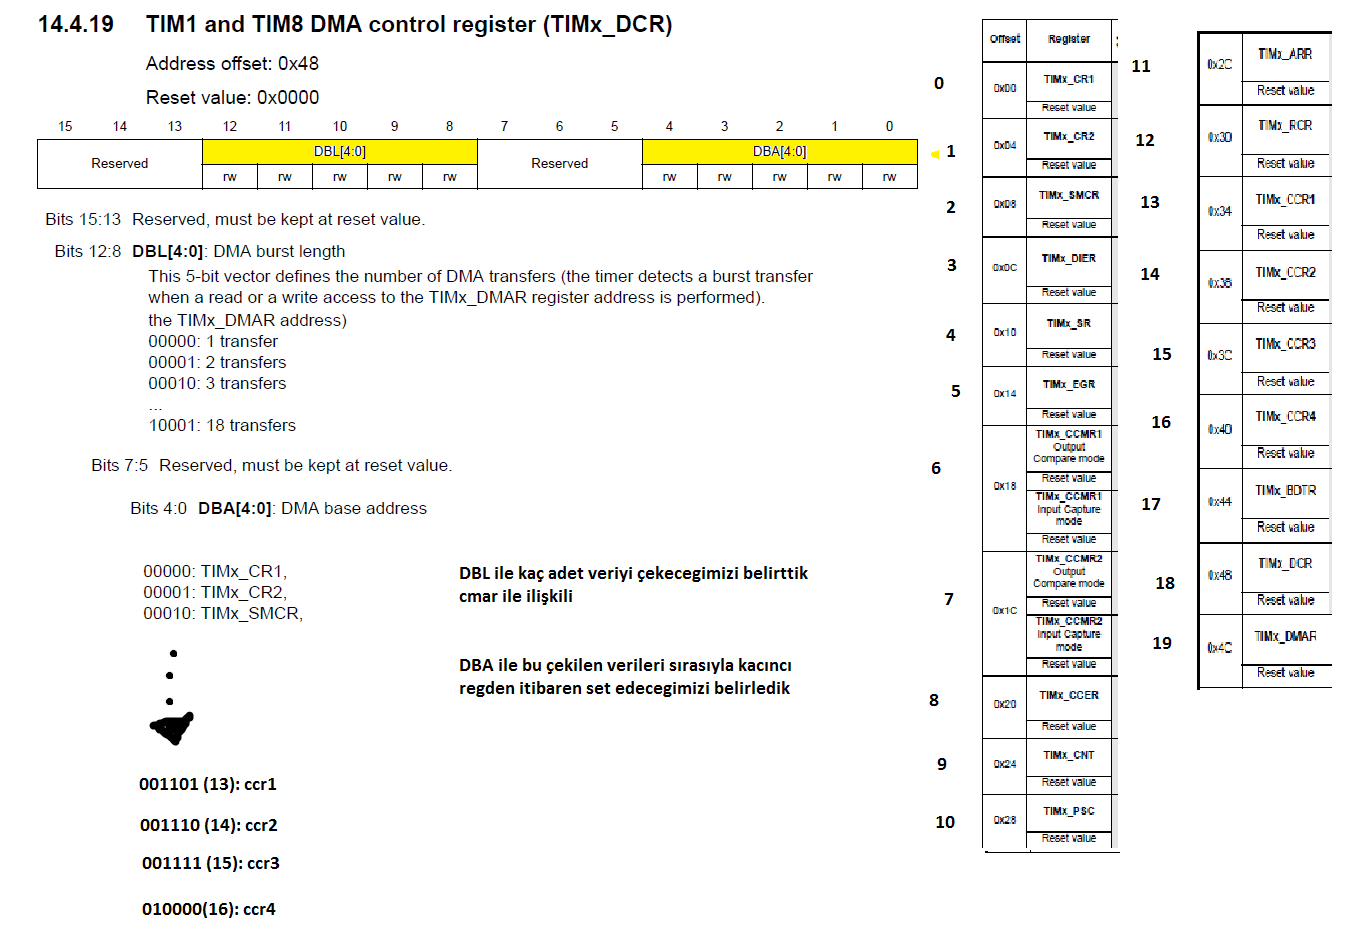 14.4.19 TIM1 and TIM8 DMA control register (TIMx_DCR)
Address offset: 0x48
Reset value: 0x0000
15 14 13 12 11 10 9 8 7 6 5 4 3 2 1 0
Reserved DBL[4:0] Reserved DBA[4:0]
rw rw rw rw rw rw rw rw rw rw
Bits 15:13 Reserved, must be kept at reset value.
Bits 12:8 DBL[4:0]: DMA burst length
This 5-bit vector defines the number of DMA transfers (the timer detects a burst transfer
when a read or a write access to the TIMx_DMAR register address is performed).
the TIMx_DMAR address)
00000: 1 transfer
00001: 2 transfers
00010: 3 transfers
...
10001: 18 transfers
Bits 7:5 Reserved, must be kept at reset value.
Bits 4:0 DBA[4:0]: DMA base address
00000: TIMx_CR1,
00001: TIMx_CR2,
00010: TIMx_SMCR,
DBL ile kaç adet veriyi çekecegimizi belirttik
cmar ile ilişkili
DBA ile bu çekilen verileri sırasıyla kacıncı
regden itibaren set edecegimizi belirledik
001101 (13): ccr1
001110 (14): ccr2
001111 (15): ccr3
010000(16): ccr4
Offset Register
0 0x00 TIMx_CR1
Reset value
1 0x04 TIMx_CR2
Reset value
2 0x08 TIMx_SMCR
Reset value
3 0x0C TIMx_DIER
Reset value
4 0x10 TIMx_SR
Reset value
5 0x14 TIMx_EGR
Reset value
6 0x18 TIMx_CCMR1
Output
Compare mode
Reset value
TIMx_CCMR1
Input Capture
mode
Reset value
7 0x1C TIMx_CCMR2
Output
Compare mode
Reset value
TIMx_CCMR2
Input Capture
mode
Reset value
8 0x20 TIMx_CCER
Reset value
9 0x24 TIMx_CNT
Reset value
10 0x28 TIMx_PSC
Reset value
11 0x2C TIMx_ARR
Reset value
12 0x30 TIMx_RCR
Reset value
13 0x34 TIMx_CCR1
Reset value
14 0x38 TIMx_CCR2
Reset value
15 0x3C TIMx_CCR3
Reset value
16 0x40 TIMx_CCR4
Reset value
17 0x44 TIMx_BDTR
Reset value
18 0x48 TIMx_DCR
Reset value
19 0x4C TIMx_DMAR
Reset value